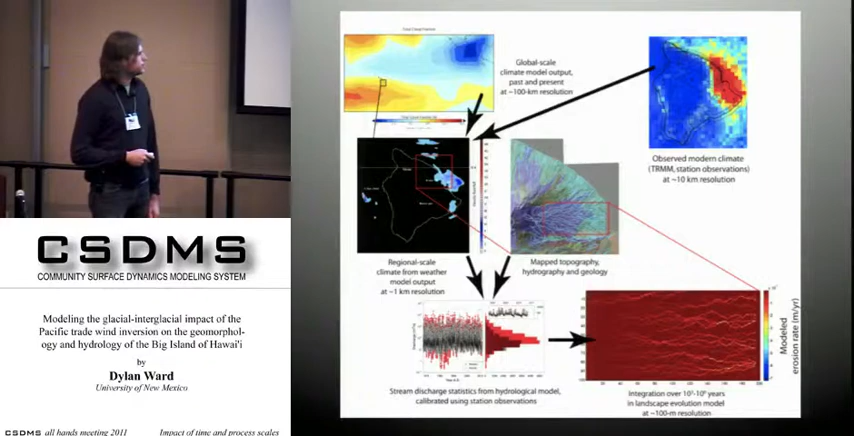 CSDMS
COMMUNITY SURFACE DYNAMICS MODELING SYSTEM
Modeling the glacial-interglacial impact of the
Pacific trade wind inversion on the geomorphol-
ogy and hydrology of the Big Island of Hawai'i
by
Dylan Ward
University of New Mexico
CSDMS all hands meeting 2011
Impact of time and process scales
Global-scale
climate model output,
past and present
at ~100-km resolution
Observed modern climate
(TRMM, station observations)
at ~10 km resolution
Regional-scale
climate from weather
model output
at ~1 km resolution
Mapped topography,
hydrography and geology
Stream discharge statistics from hydrological model,
calibrated using station observations
Modeled
erosion rate (m/yr)
in landscape evolution model
at ~100-m resolution